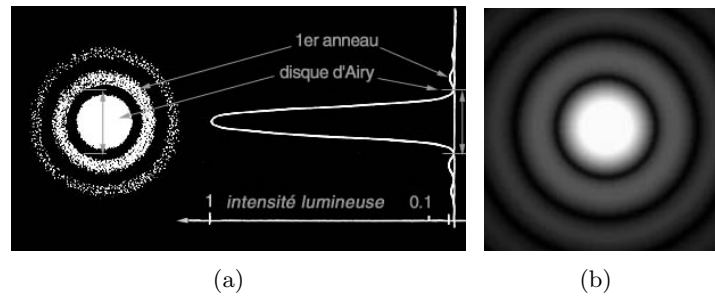 1er anneau
disque d'Airy
1 intensité lumineuse 0.1
(a)
(b)